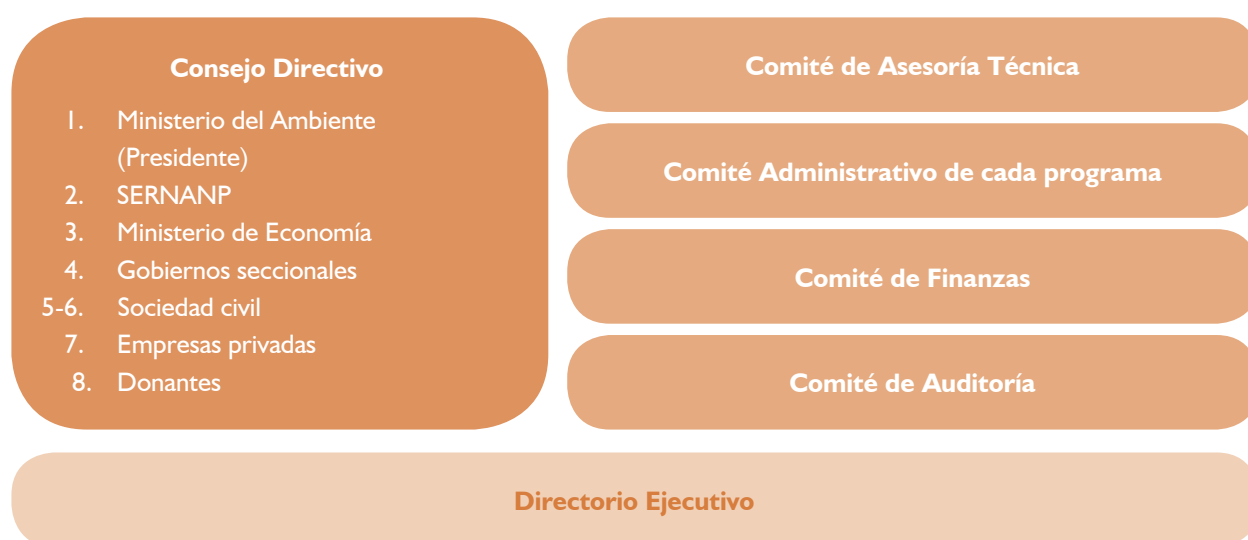 Consejo Directivo
1. Ministerio del Ambiente
(Presidente)
2. SERNANP
3. Ministerio de Economía
4. Gobiernos seccionales
5-6. Sociedad civil
7. Empresas privadas
8. Donantes
Comité de Asesoría Técnica
Comité Administrativo de cada programa
Comité de Finanzas
Comité de Auditoría
Directorio Ejecutivo